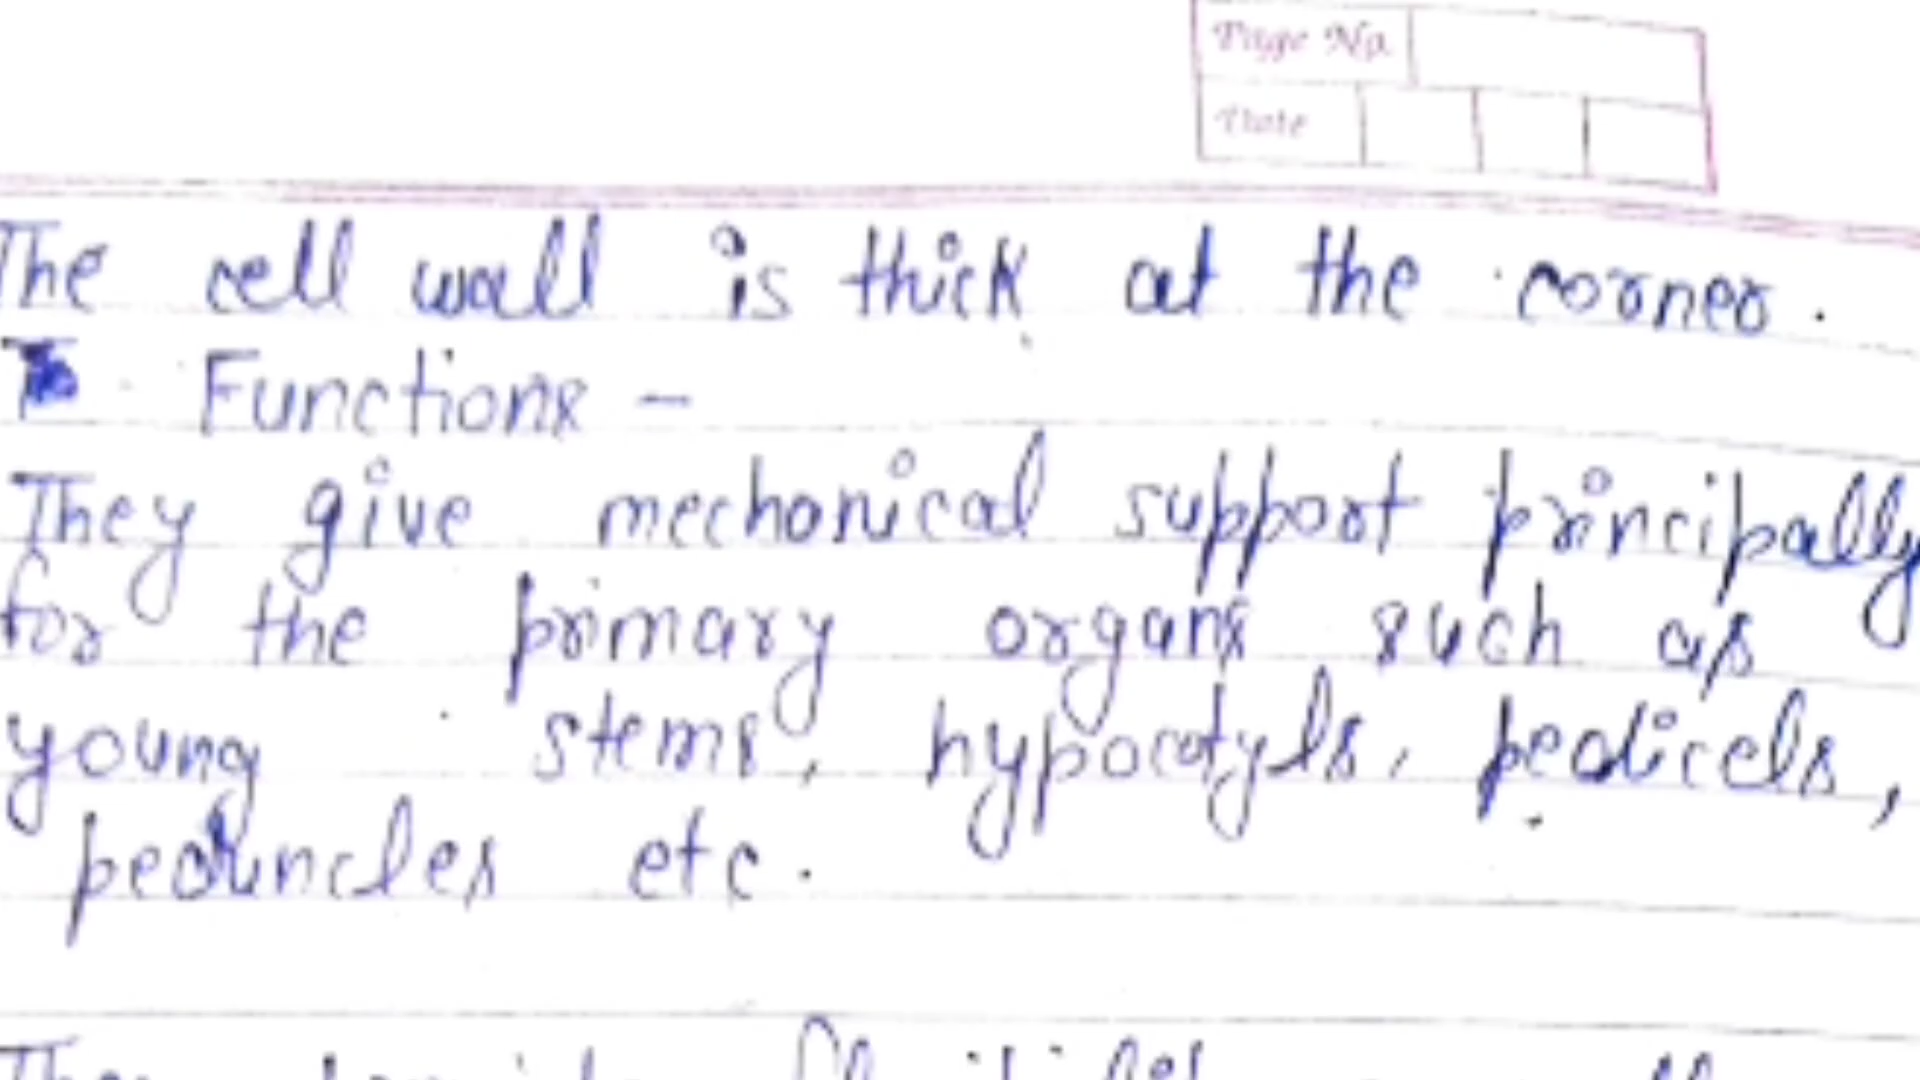 Page No.
Date
The cell wall is thick at the corner.
Functions -
They give mechanical support principally
for the primary organs such as
young stems, hypocotyls, pedicels,
peduncles etc.